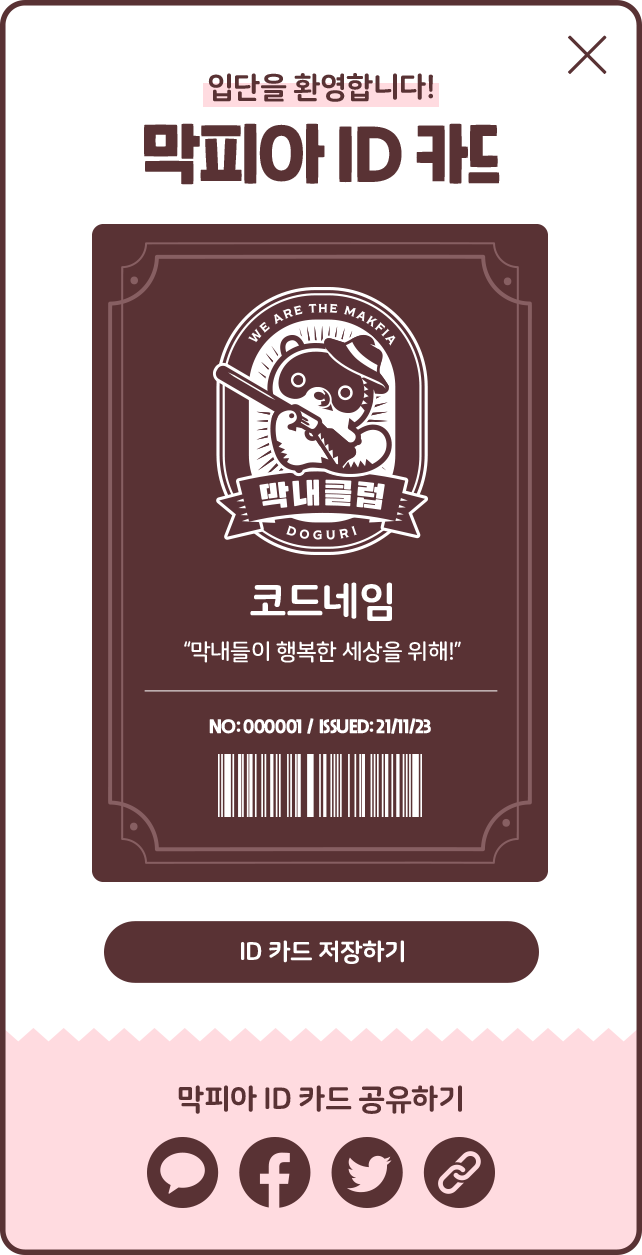 입단을 환영합니다!
막피아 ID 카드
WE ARE THE MAKFIA
막내클럽
DOGURI
코드네임
“막내들이 행복한 세상을 위해!”
NO:000001 / ISSUED:21/11/23
ID 카드 저장하기
막피아 ID 카드 공유하기